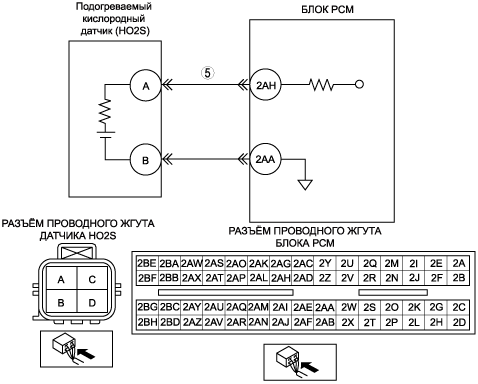 Подогреваемый
кислородный
датчик (HO2S)
БЛОК PCM
5
A
2AH
B
2AA
РАЗЪЁМ ПРОВОДНОГО ЖГУТА
ДАТЧИКА HO2S
A C
B D
РАЗЪЁМ ПРОВОДНОГО ЖГУТА
БЛОКА PCM
2BE 2BA 2AW 2AS 2AO 2AK 2AG 2AC 2Y 2U 2Q 2M 2I 2E 2A
2BF 2BB 2AX 2AT 2AP 2AL 2AH 2AD 2Z 2V 2R 2N 2J 2F 2B
2BG 2BC 2AY 2AU 2AQ 2AM 2AI 2AE 2AA 2W 2S 2O 2K 2G 2C
2BH 2BD 2AZ 2AV 2AR 2AN 2AJ 2AF 2AB 2X 2T 2P 2L 2H 2D